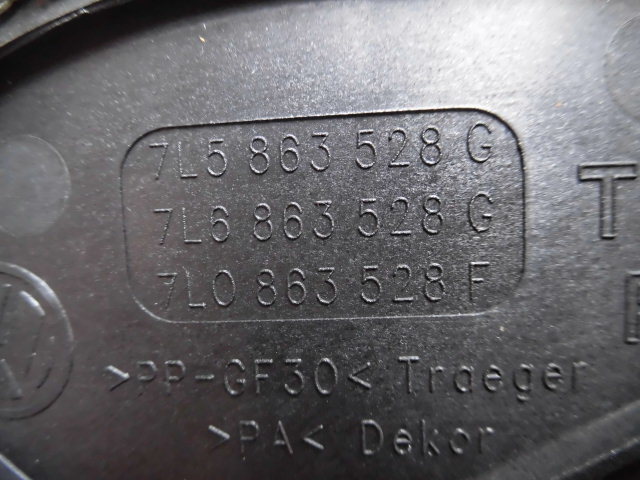 7L5 863 528 G
7L6 863 528 G
7L0 863 528 F
>PP-GF30< Traeger
>PA< Dekor